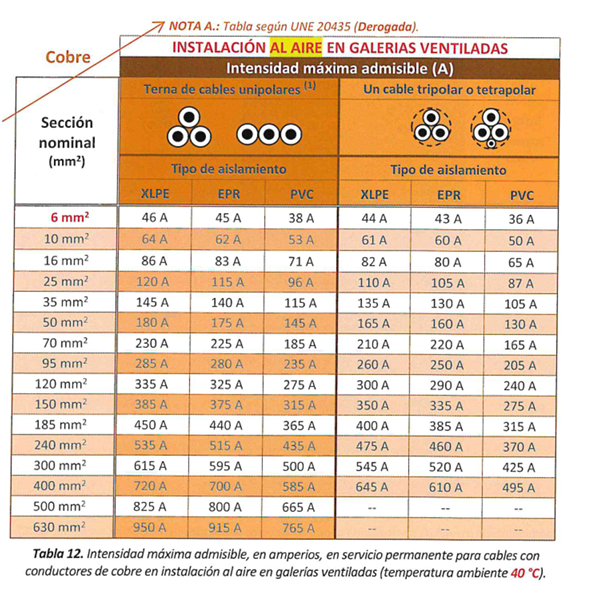 NOTA A.: Tabla según UNE 20435 (Derogada).
Cobre
INSTALACIÓN AL AIRE EN GALERIAS VENTILADAS
Intensidad máxima admisible (A)
Terna de cables unipolares (1) Un cable tripolar o tetrapolar
Sección
nominal
(mm²)
Tipo de aislamiento Tipo de aislamiento
XLPE EPR PVC XLPE EPR PVC
6 mm² 46 A 45 A 38 A 44 A 43 A 36 A
10 mm² 64 A 62 A 53 A 61 A 60 A 50 A
16 mm² 86 A 83 A 71 A 82 A 80 A 65 A
25 mm² 120 A 115 A 96 A 110 A 105 A 87 A
35 mm² 145 A 140 A 115 A 135 A 130 A 105 A
50 mm² 180 A 175 A 145 A 165 A 160 A 130 A
70 mm² 230 A 225 A 185 A 210 A 220 A 165 A
95 mm² 285 A 280 A 235 A 260 A 250 A 205 A
120 mm² 335 A 325 A 275 A 300 A 290 A 240 A
150 mm² 385 A 375 A 315 A 350 A 335 A 275 A
185 mm² 450 A 440 A 365 A 400 A 385 A 315 A
240 mm² 535 A 515 A 435 A 475 A 460 A 370 A
300 mm² 615 A 595 A 500 A 545 A 520 A 425 A
400 mm² 720 A 700 A 585 A 645 A 610 A 495 A
500 mm² 825 A 800 A 665 A -- -- --
630 mm² 950 A 915 A 765 A -- -- --
Tabla 12. Intensidad máxima admisible, en amperios, en servicio permanente para cables con
conductores de cobre en instalación al aire en galerías ventiladas (temperatura ambiente 40 °C).